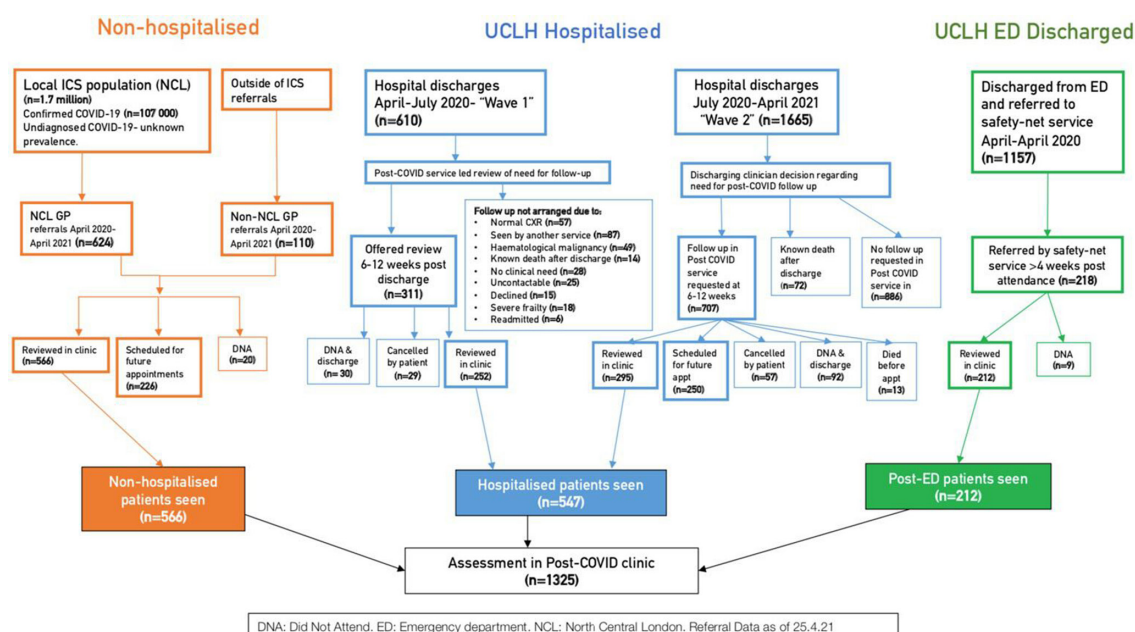 Non-hospitalised
UCLH Hospitalised
UCLH ED Discharged
Local ICS population (NCL)
(n=1.7 million)
Confirmed COVID-19 (n=107 000)
Undiagnosed COVID-19- unknown
prevalence.
Outside of ICS
referrals
NCL GP
referrals April 2020-
April 2021 (n=624)
Non-NCL GP
referrals April 2020-
April 2021 (n=110)
Reviewed in clinic
(n=566)
Scheduled for
future
appointments
(n=226)
DNA
(n=20)
Non-hospitalised
patients seen
(n=566)
Hospital discharges
April-July 2020- “Wave 1”
(n=610)
Post-COVID service led review of need for follow-up
Offered review
6-12 weeks post
discharge
(n=311)
Follow up not arranged due to:
• Normal CXR (n=57)
• Seen by another service (n=87)
• Haematological malignancy (n=49)
• Known death after discharge (n=14)
• No clinical need (n=28)
• Uncontactable (n=25)
• Declined (n=15)
• Severe frailty (n=18)
• Readmitted (n=6)
DNA &
discharge
(n= 30)
Cancelled
by patient
(n=29)
Reviewed
in clinic
(n=252)
Hospital discharges
July 2020-April 2021
“Wave 2” (n=1665)
Discharging clinician decision regarding
need for post-COVID follow up
Follow up in
Post COVID
service
requested at
6-12 weeks
(n=707)
Known death
after
discharge
(n=72)
No follow up
requested in
Post COVID
service in
(n=886)
Reviewed
in clinic
(n=295)
Scheduled
for future
appt
(n=250)
Cancelled
by patient
(n=57)
DNA &
discharge
(n=92)
Died
before
appt
(n=13)
Hospitalised patients seen
(n=547)
Discharged from ED
and referred to
safety-net service
April-April 2020
(n=1157)
Referred by safety-net
service >4 weeks post
attendance (n=218)
Reviewed in
clinic
(n=212)
DNA
(n=9)
Post-ED patients seen
(n=212)
Assessment in Post-COVID clinic
(n=1325)
DNA: Did Not Attend. ED: Emergency department. NCL: North Central London. Referral Data as of 25.4.21